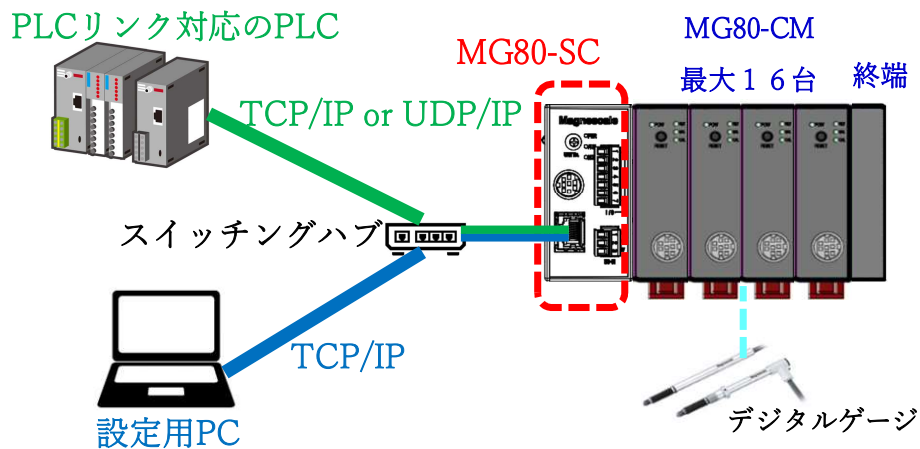 PLCリンク対応のPLC
MG80-SC
MG80-CM
最大１６台
終端
TCP/IP or UDP/IP
Magnescale
スイッチングハブ
TCP/IP
設定用PC
デジタルゲージ